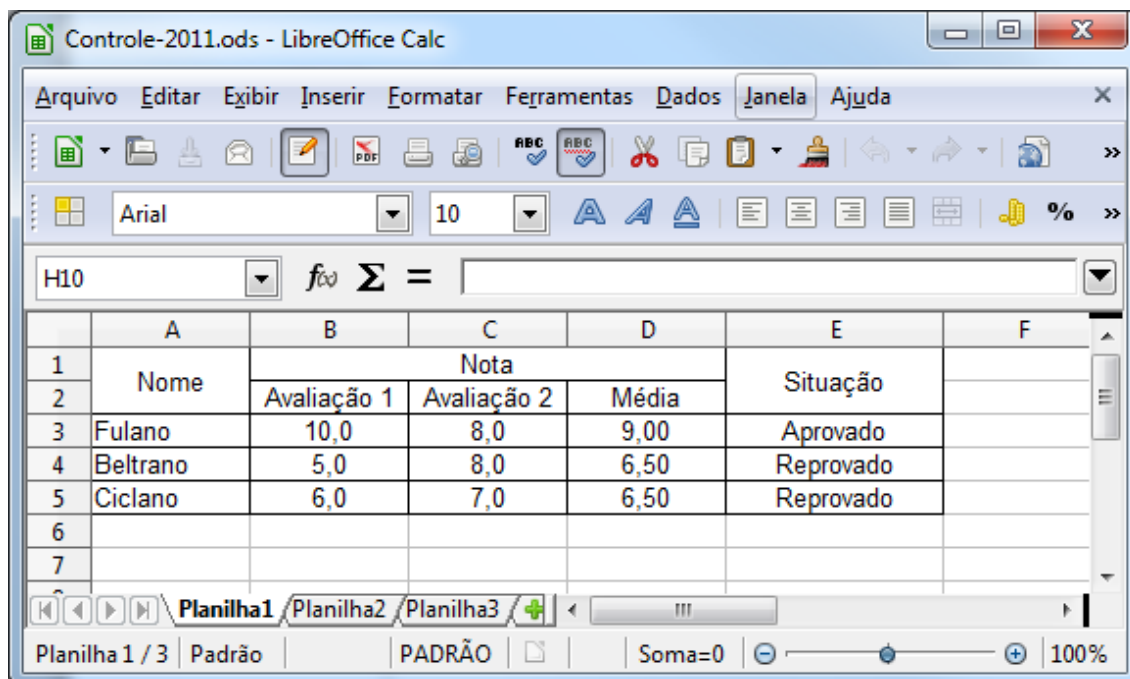 Controle-2011.ods - LibreOffice Calc
Arquivo Editar Exibir Inserir Formatar Ferramentas Dados Janela Ajuda
PDF ABC ABC
Arial 10 %
H10 f(x) Σ =
A B C D E F
1 Nome Nota Situação
2 Avaliação 1 Avaliação 2 Média
3 Fulano 10,0 8,0 9,00 Aprovado
4 Beltrano 5,0 8,0 6,50 Reprovado
5 Ciclano 6,0 7,0 6,50 Reprovado
6
7
Planilha1 Planilha2 Planilha3
Planilha 1 / 3 Padrão PADRÃO Soma=0 100%